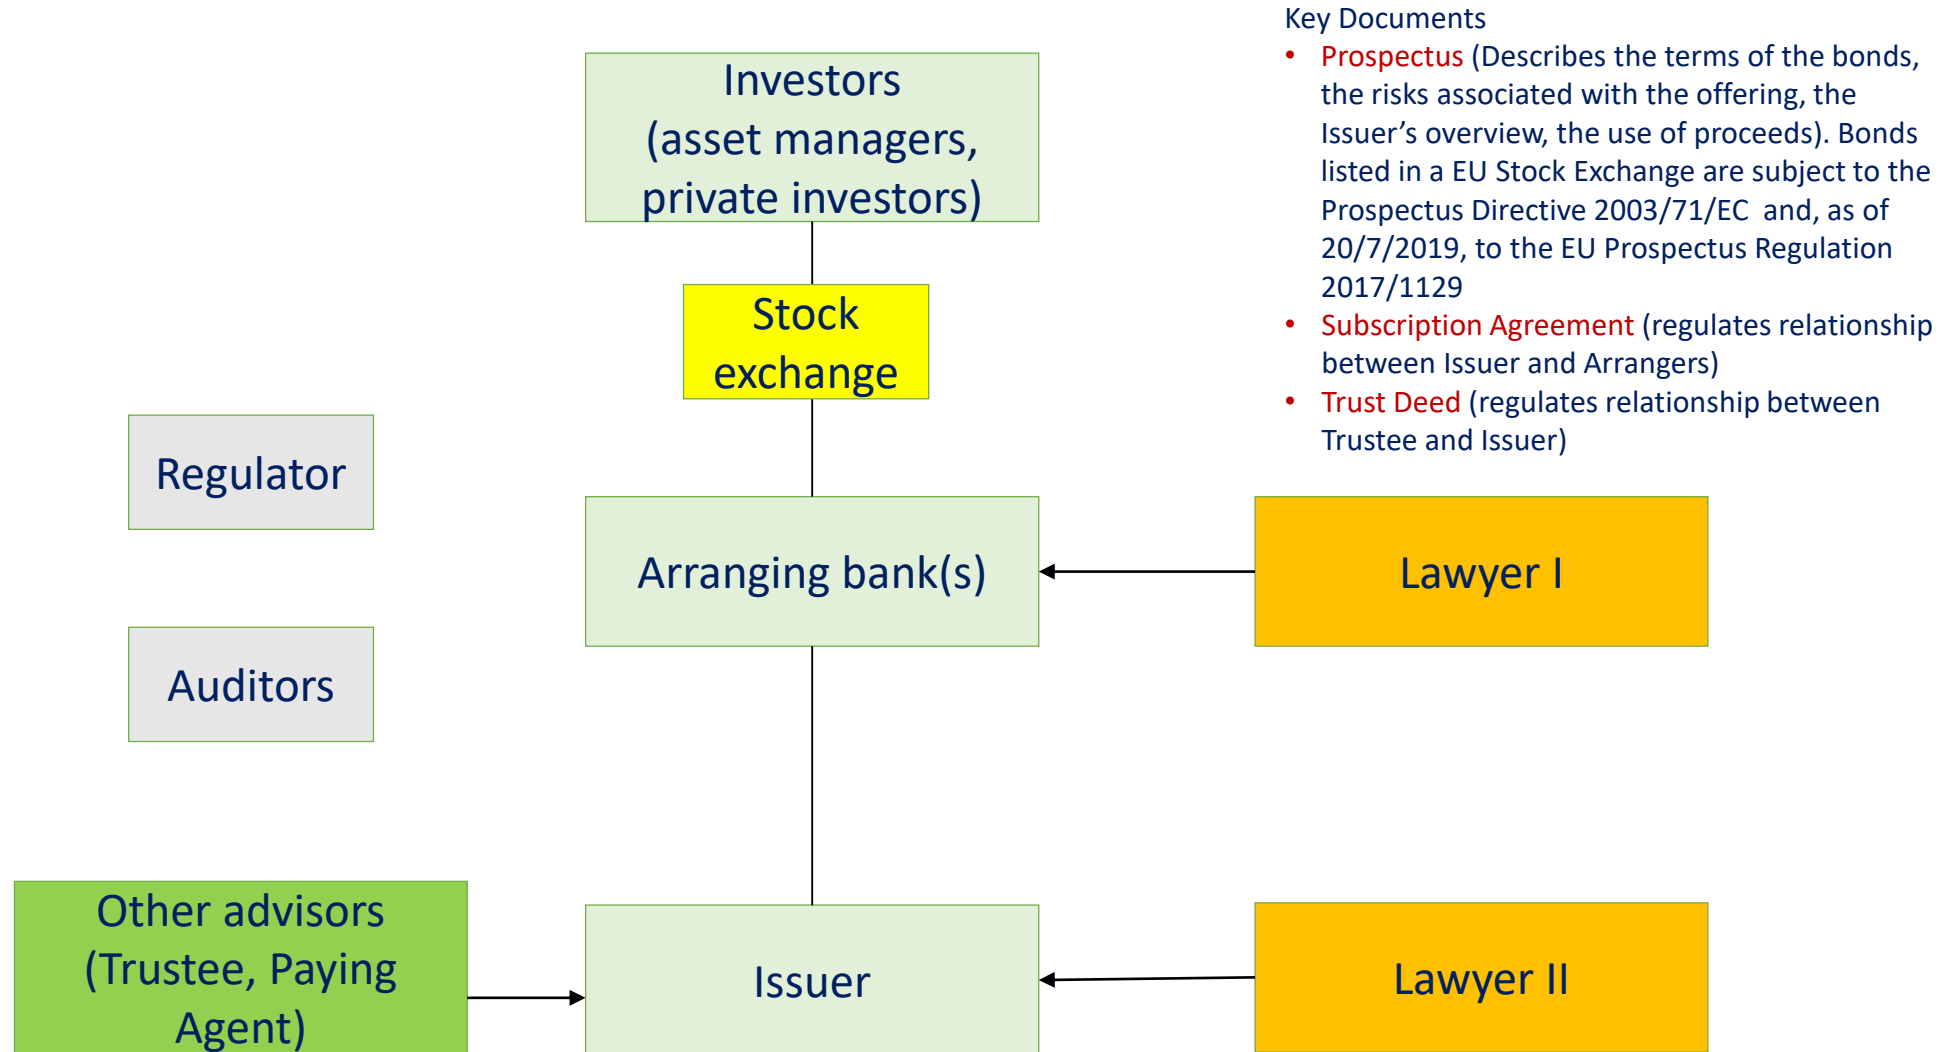 Key Documents
• Prospectus (Describes the terms of the bonds,
the risks associated with the offering, the
Issuer’s overview, the use of proceeds). Bonds
listed in a EU Stock Exchange are subject to the
Prospectus Directive 2003/71/EC and, as of
20/7/2019, to the EU Prospectus Regulation
2017/1129
• Subscription Agreement (regulates relationship
between Issuer and Arrangers)
• Trust Deed (regulates relationship between
Trustee and Issuer)
Investors
(asset managers,
private investors)
Stock
exchange
Regulator
Arranging bank(s)
Lawyer I
Auditors
Other advisors
(Trustee, Paying
Agent)
Issuer
Lawyer II